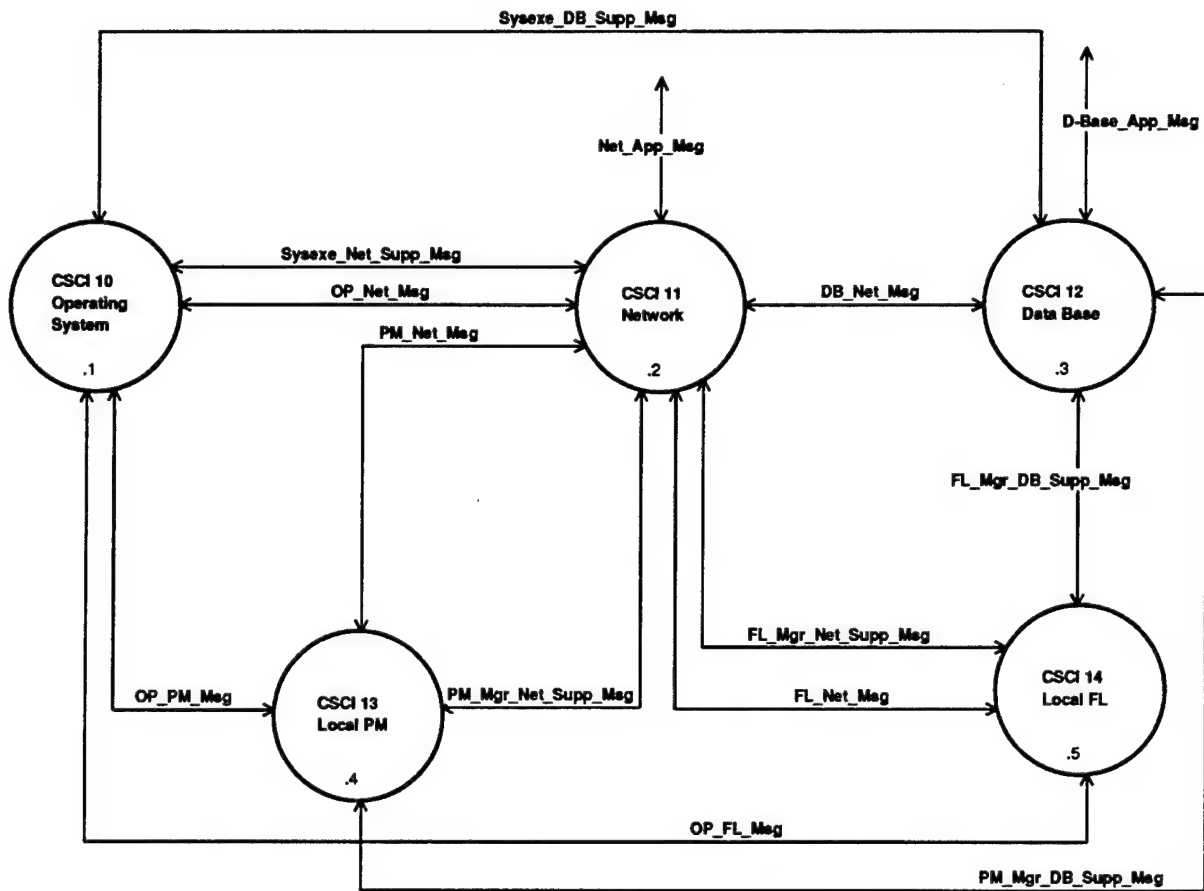 Sysexe_DB_Supp_Msg
D-Base_App_Msg
Net_App_Msg
Sysexe_Net_Supp_Msg
CSCI 10
Operating
System
.1
OP_Net_Msg
CSCI 11
Network
.2
DB_Net_Msg
CSCI 12
Data Base
.3
PM_Net_Msg
FL_Mgr_DB_Supp_Msg
FL_Mgr_Net_Supp_Msg
OP_PM_Msg
CSCI 13
Local PM
.4
PM_Mgr_Net_Supp_Msg
FL_Net_Msg
CSCI 14
Local FL
.5
OP_FL_Msg
PM_Mgr_DB_Supp_Msg